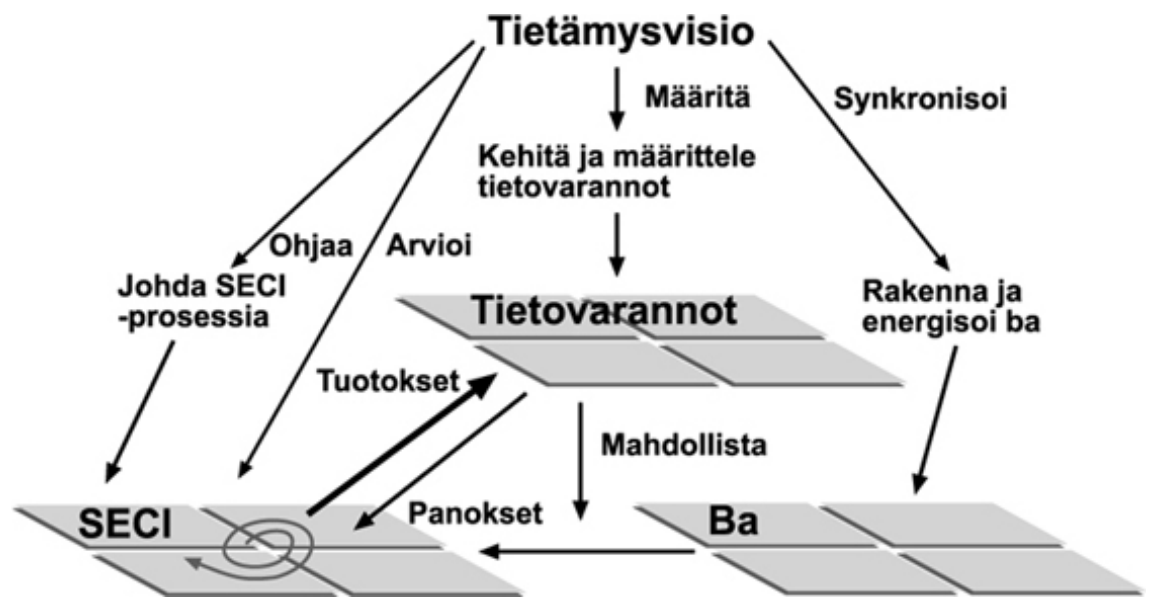 Tietämysvisio
Määritä
Synkronisoi
Kehitä ja määrittele
tietovarannot
Ohjaa
Arvioi
Johda SECI
-prosessia
Rakenna ja
energisoi ba
Tietovarannot
Tuotokset
Mahdollista
Panokset
SECI
Ba